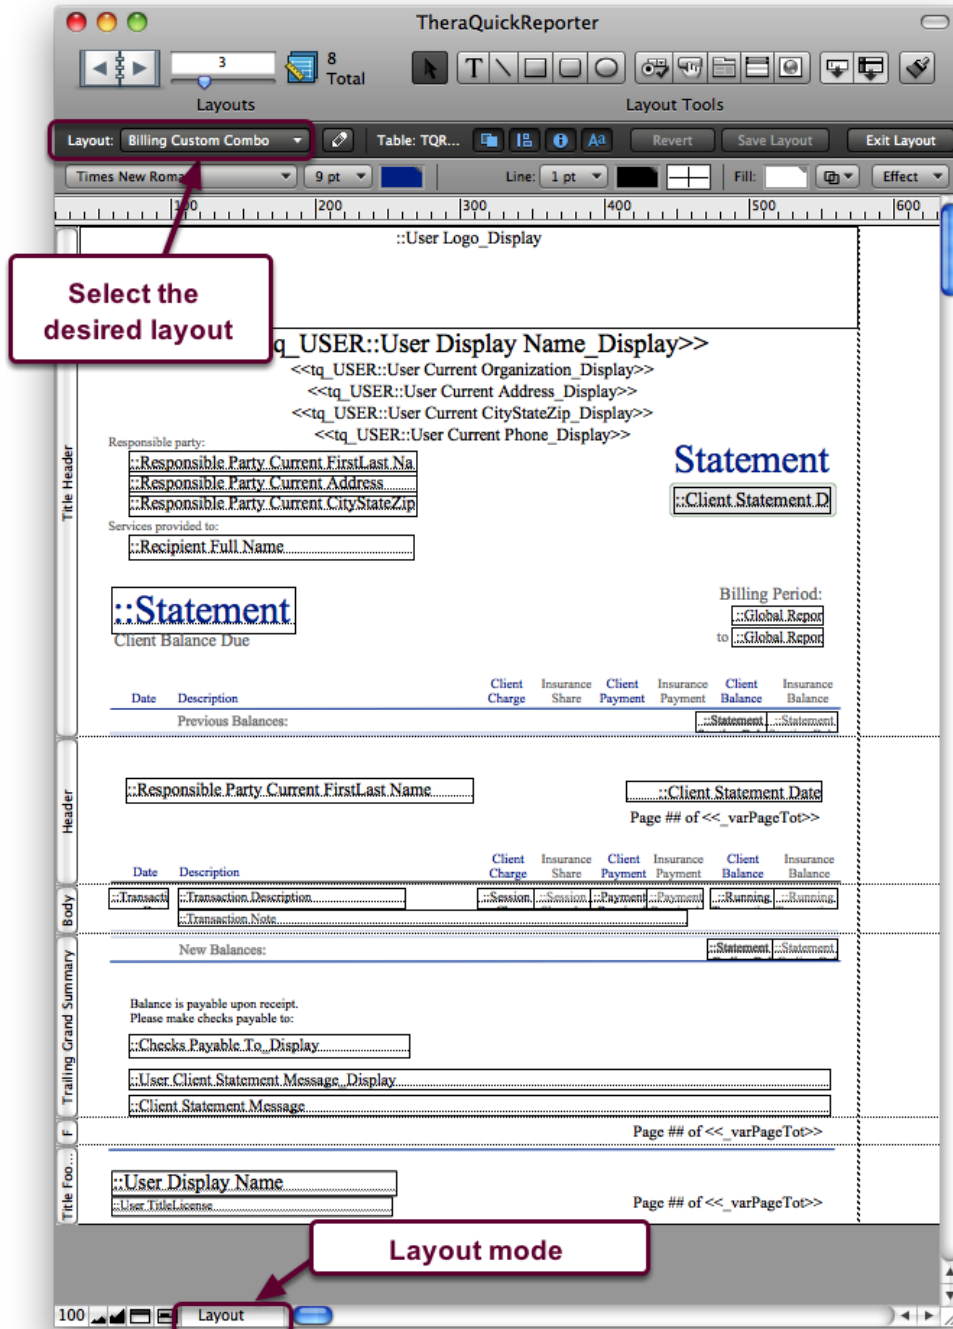 TheraQuickReporter
3
8
Total
Layouts
T
Layout Tools
Layout: Billing Custom Combo
Table: TQR...
Aa
Revert
Save Layout
Exit Layout
Times New Roma
9 pt
Line: 1 pt
Fill:
Effect
100 200 300 400 500 600
::User Logo_Display
Select the
desired layout
q_USER::User Display Name_Display>>
<<tq_USER::User Current Organization_Display>>
<<tq_USER::User Current Address_Display>>
<<tq_USER::User Current CityStateZip_Display>>
<<tq_USER::User Current Phone_Display>>
Title Header
Responsible party:
::Responsible Party Current FirstLast Na
::Responsible Party Current Address
::Responsible Party Current CityStateZip
Statement
::Client Statement D
Services provided to:
::Recipient Full Name
::Statement
Client Balance Due
Billing Period:
::Global Repor
to ::Global Repor
Client Insurance Client Insurance Client Insurance
Date Description Charge Share Payment Payment Balance Balance
Previous Balances: ::Statement ::Statement
Header
::Responsible Party Current FirstLast Name
::Client Statement Date
Page ## of <<_varPageTot>>
Client Insurance Client Insurance Client Insurance
Date Description Charge Share Payment Payment Balance Balance
Body
::Transacti ::Transaction Description ::Session ::Session ::Payment ::Payment ::Running ::Running
::Transaction Note
Trailing Grand Summary
New Balances: ::Statement ::Statement
Balance is payable upon receipt.
Please make checks payable to:
::Checks Payable To_Display
::User Client Statement Message_Display
::Client Statement Message
F
Page ## of <<_varPageTot>>
Title Foo...
::User Display Name
::User TitleLicense
Page ## of <<_varPageTot>>
Layout mode
100
Layout